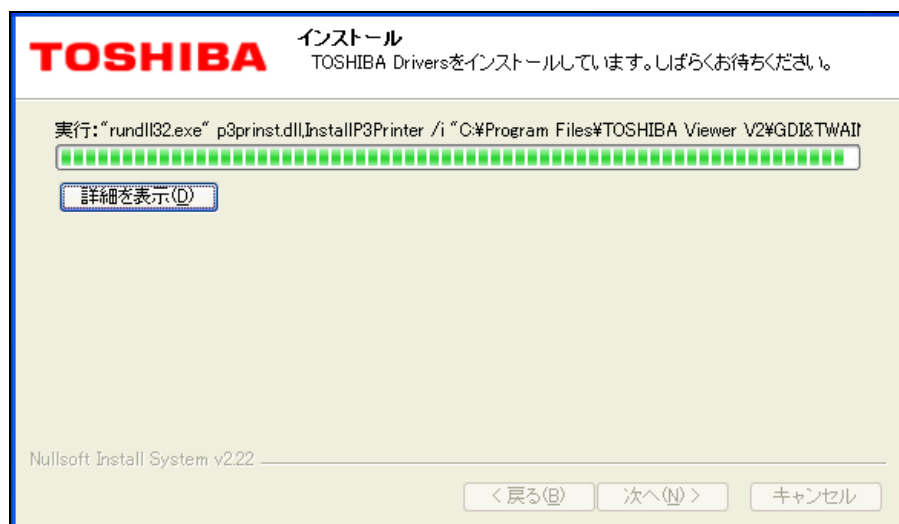 TOSHIBA
インストール
TOSHIBA Driversをインストールしています。しばらくお待ちください。
実行:"rundll32.exe" p3prinst.dll,InstallP3Printer /i "C:¥Program Files¥TOSHIBA Viewer V2¥GDI&TWAI
詳細を表示(D)
Nullsoft Install System v2.22
< 戻る(B) 次へ(N) > キャンセル